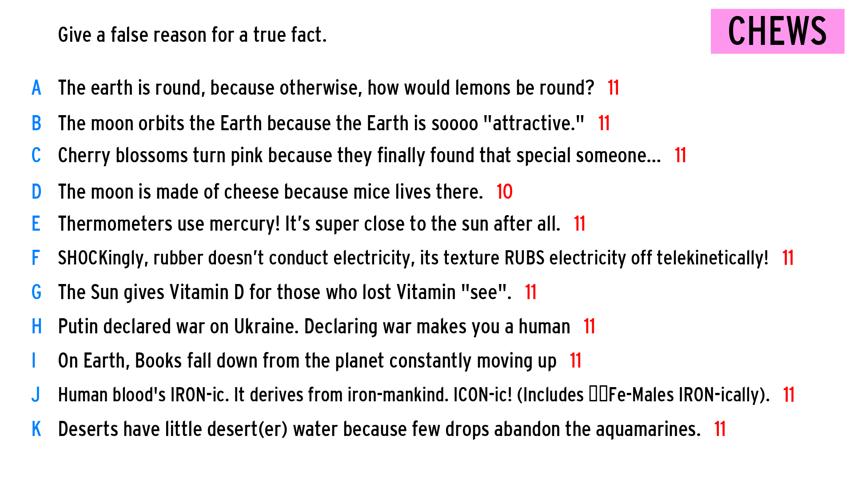 Give a false reason for a true fact.
CHEWS
A The earth is round, because otherwise, how would lemons be round? 11
B The moon orbits the Earth because the Earth is soooo "attractive." 11
C Cherry blossoms turn pink because they finally found that special someone... 11
D The moon is made of cheese because mice lives there. 10
E Thermometers use mercury! It's super close to the sun after all. 11
F SHOCKingly, rubber doesn't conduct electricity, its texture RUBS electricity off telekinetically! 11
G The Sun gives Vitamin D for those who lost Vitamin "see". 11
H Putin declared war on Ukraine. Declaring war makes you a human 11
I On Earth, Books fall down from the planet constantly moving up 11
J Human blood's IRON-ic. It derives from iron-mankind. ICON-ic! (Includes Fe-Males IRON-ically). 11
K Deserts have little desert(er) water because few drops abandon the aquamarines. 11